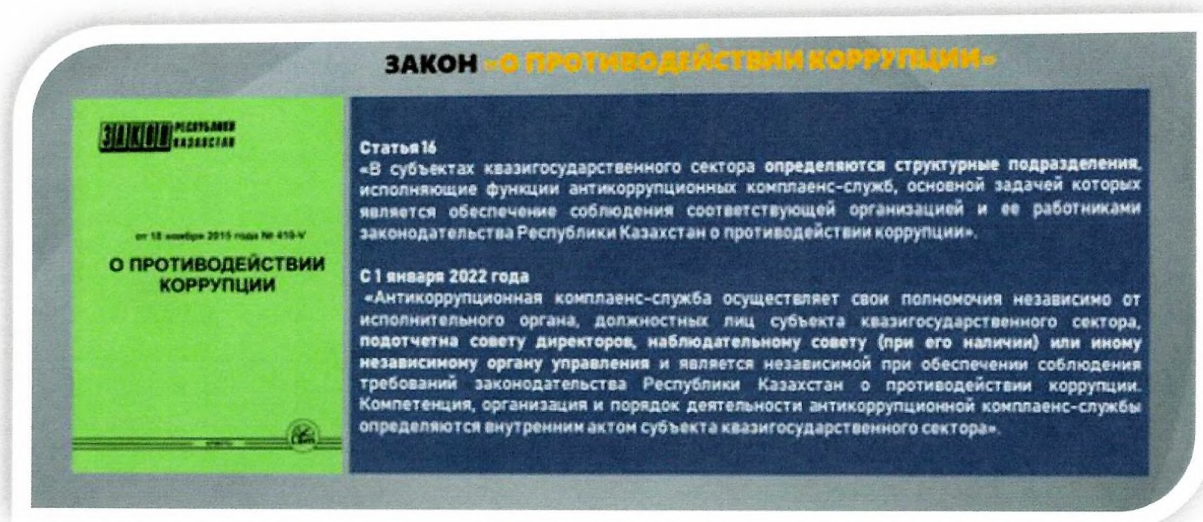 ЗАКОН «О ПРОТИВОДЕЙСТВИИ КОРРУПЦИИ»
ЗАКОН РЕСПУБЛИКИ
КАЗАХСТАН
от 18 ноября 2015 года № 410-V
О ПРОТИВОДЕЙСТВИИ
КОРРУПЦИИ
Статья 16
«В субъектах квазигосударственного сектора определяются структурные подразделения,
исполняющие функции антикоррупционных комплаенс-служб, основной задачей которых
является обеспечение соблюдения соответствующей организацией и ее работниками
законодательства Республики Казахстан о противодействии коррупции».
С 1 января 2022 года
«Антикоррупционная комплаенс-служба осуществляет свои полномочия независимо от
исполнительного органа, должностных лиц субъекта квазигосударственного сектора,
подотчетна совету директоров, наблюдательному совету (при его наличии) или иному
независимому органу управления и является независимой при обеспечении соблюдения
требований законодательства Республики Казахстан о противодействии коррупции.
Компетенция, организация и порядок деятельности антикоррупционной комплаенс-службы
определяются внутренним актом субъекта квазигосударственного сектора».